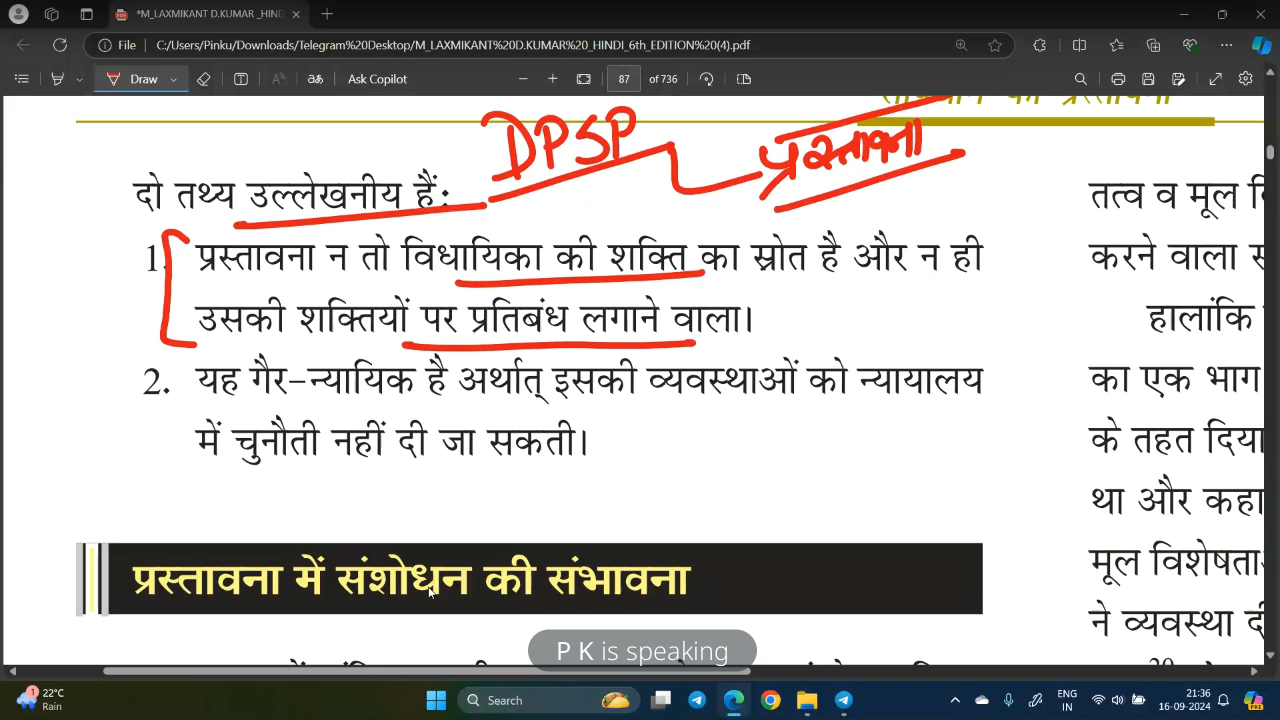 *M_LAXMIKANT D.KUMAR _HINDI
File C:/Users/Pinku/Downloads/Telegram%20Desktop/M_LAXMIKANT%20D.KUMAR%20_HINDI_6th_EDITION%20(4).pdf
Draw
Ask Copilot
87 of 736
DPSP प्रस्तावना
दो तथ्य उल्लेखनीय हैं:
1. प्रस्तावना न तो विधायिका की शक्ति का स्रोत है और न ही
उसकी शक्तियों पर प्रतिबंध लगाने वाला।
2. यह गैर-न्यायिक है अर्थात् इसकी व्यवस्थाओं को न्यायालय
में चुनौती नहीं दी जा सकती।
प्रस्तावना में संशोधन की संभावना
तत्व व मूल
करने वाला
हालांकि
का एक भाग
के तहत दिया
था और कहा
मूल
ने व्यवस्था
P K is speaking
1 22°C
Rain
Search
ENG
IN
21:36
16-09-2024